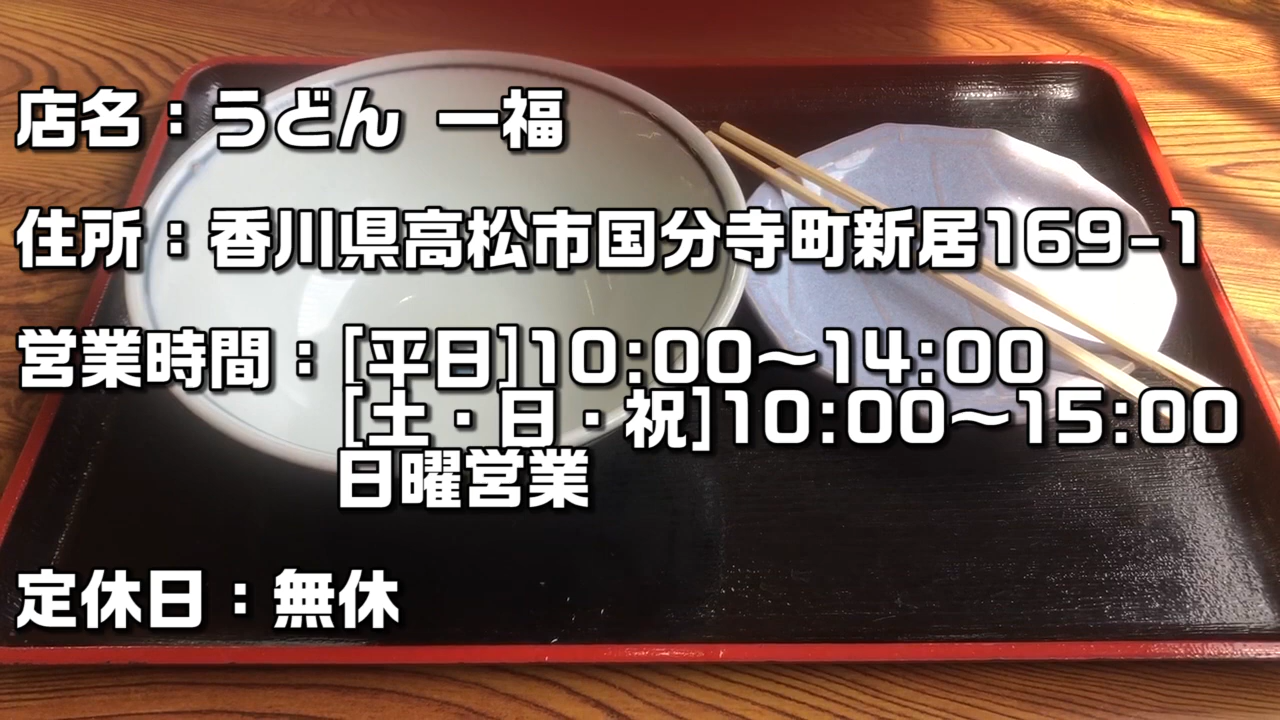 店名：うどん 一福
住所：香川県高松市国分寺町新居169-1
営業時間：[平日]10:00～14:00
[土・日・祝]10:00～15:00
日曜営業
定休日：無休